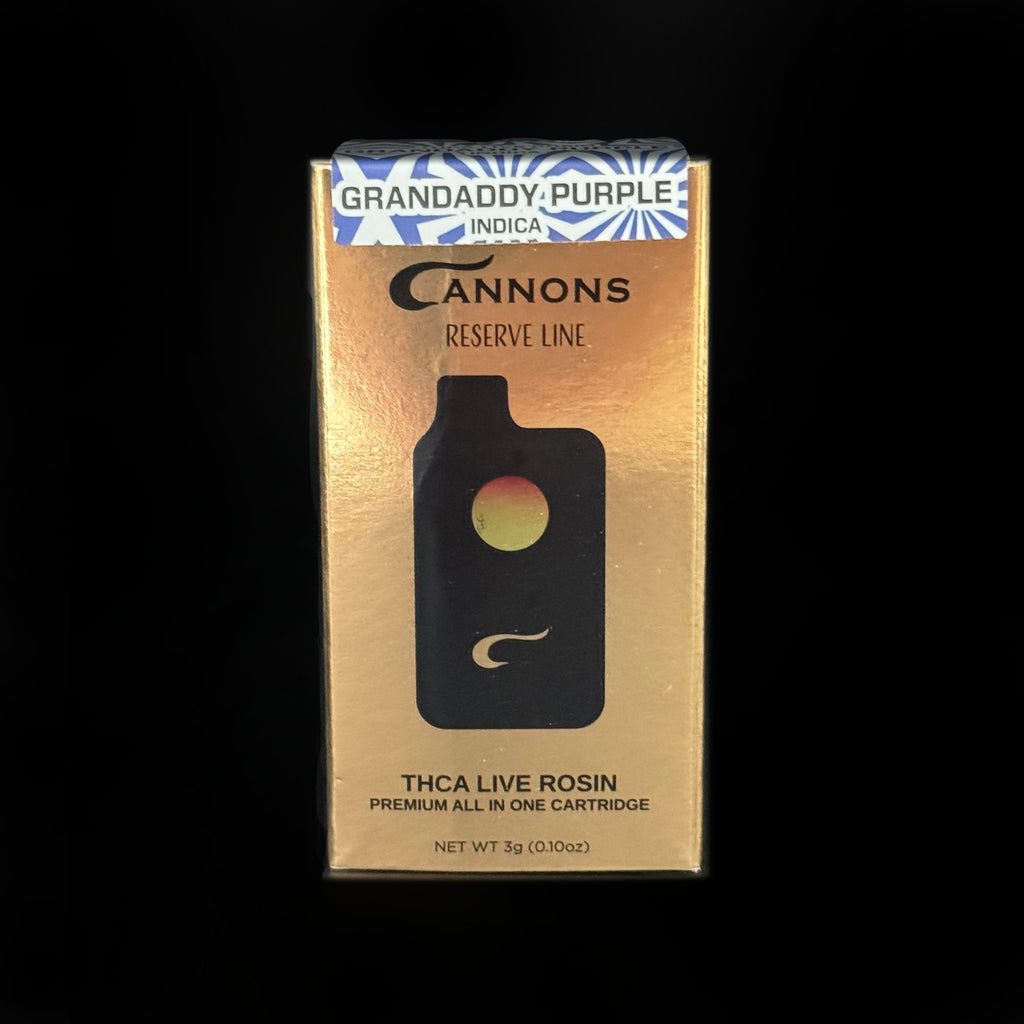 GRANDADDY PURPLE
INDICA
CANNONS
RESERVE LINE
THCA LIVE ROSIN
PREMIUM ALL IN ONE CARTRIDGE
NET WT 3g (0.10oz)